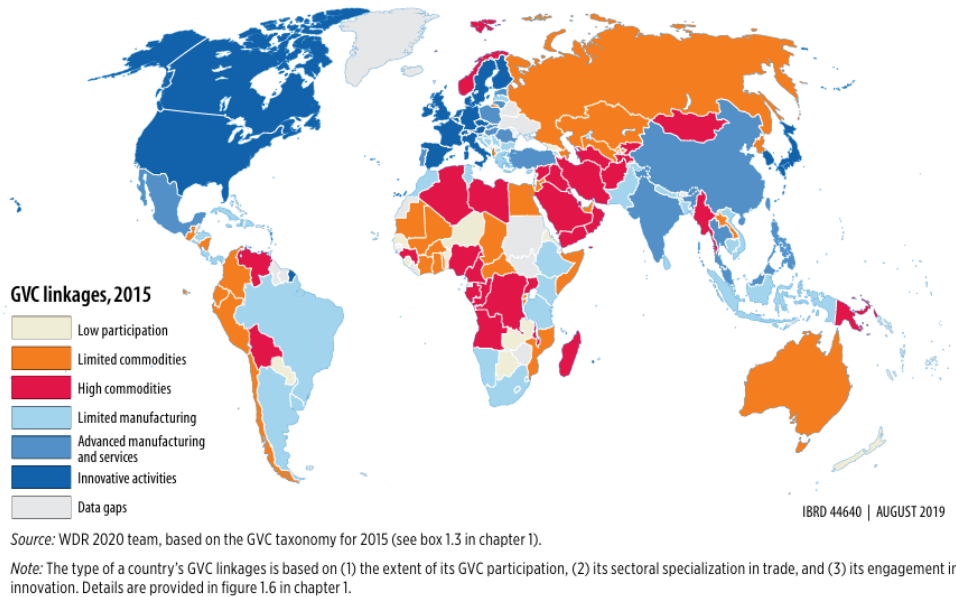 GVC linkages, 2015
Low participation
Limited commodities
High commodities
Limited manufacturing
Advanced manufacturing
and services
Innovative activities
Data gaps
IBRD 44640 | AUGUST 2019
Source: WDR 2020 team, based on the GVC taxonomy for 2015 (see box 1.3 in chapter 1).
Note: The type of a country's GVC linkages is based on (1) the extent of its GVC participation, (2) its sectoral specialization in trade, and (3) its engagement in
innovation. Details are provided in figure 1.6 in chapter 1.